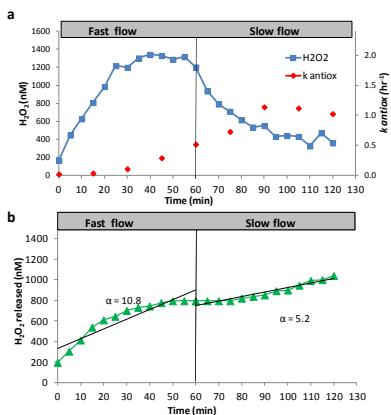 a
Fast flow Slow flow
1600
1400
1200
1000
800
600
400
200
0
H₂O₂(nM)
H2O2
k antiox
2.0
1.5
1.0
0.5
0.0
k antiox (hr⁻¹)
0 10 20 30 40 50 60 70 80 90 100 110 120
Time (min)
b
Fast flow Slow flow
1400
1200
1000
800
600
400
200
0
H₂O₂ released (nM)
α = 10.8
α = 5.2
0 10 20 30 40 50 60 70 80 90 100 110 120
Time (min)